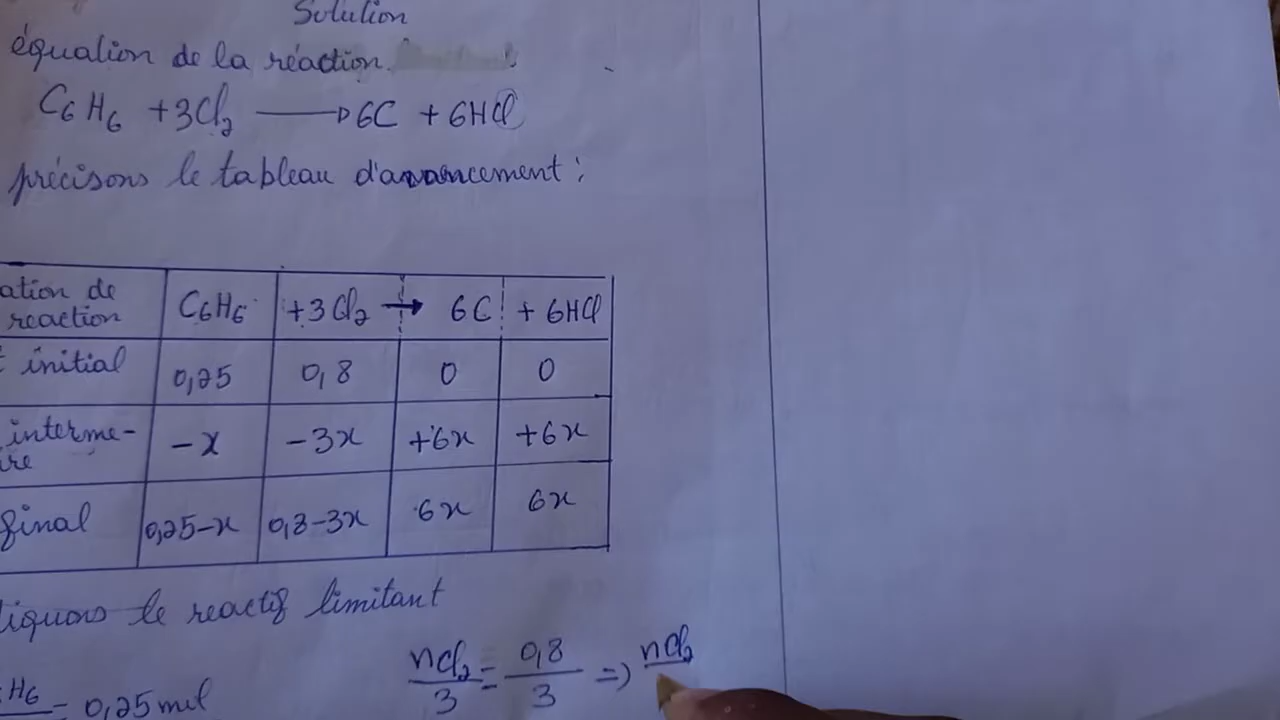 Solution
équation de la réaction.
C₆H₆ + 3Cl₂ → 6C + 6HCl
précisons le tableau d'avancement :
ation de reaction | C₆H₆ | + 3Cl₂ → | 6C | + 6HCl
initial | 0,25 | 0,8 | 0 | 0
interme-ire | -x | -3x | +6x | +6x
final | 0,25-x | 0,8-3x | 6x | 6x
iquons le reactif limitant
H₆ = 0,25 mol
nCl₂/3 = 0,8/3 => nCl₂